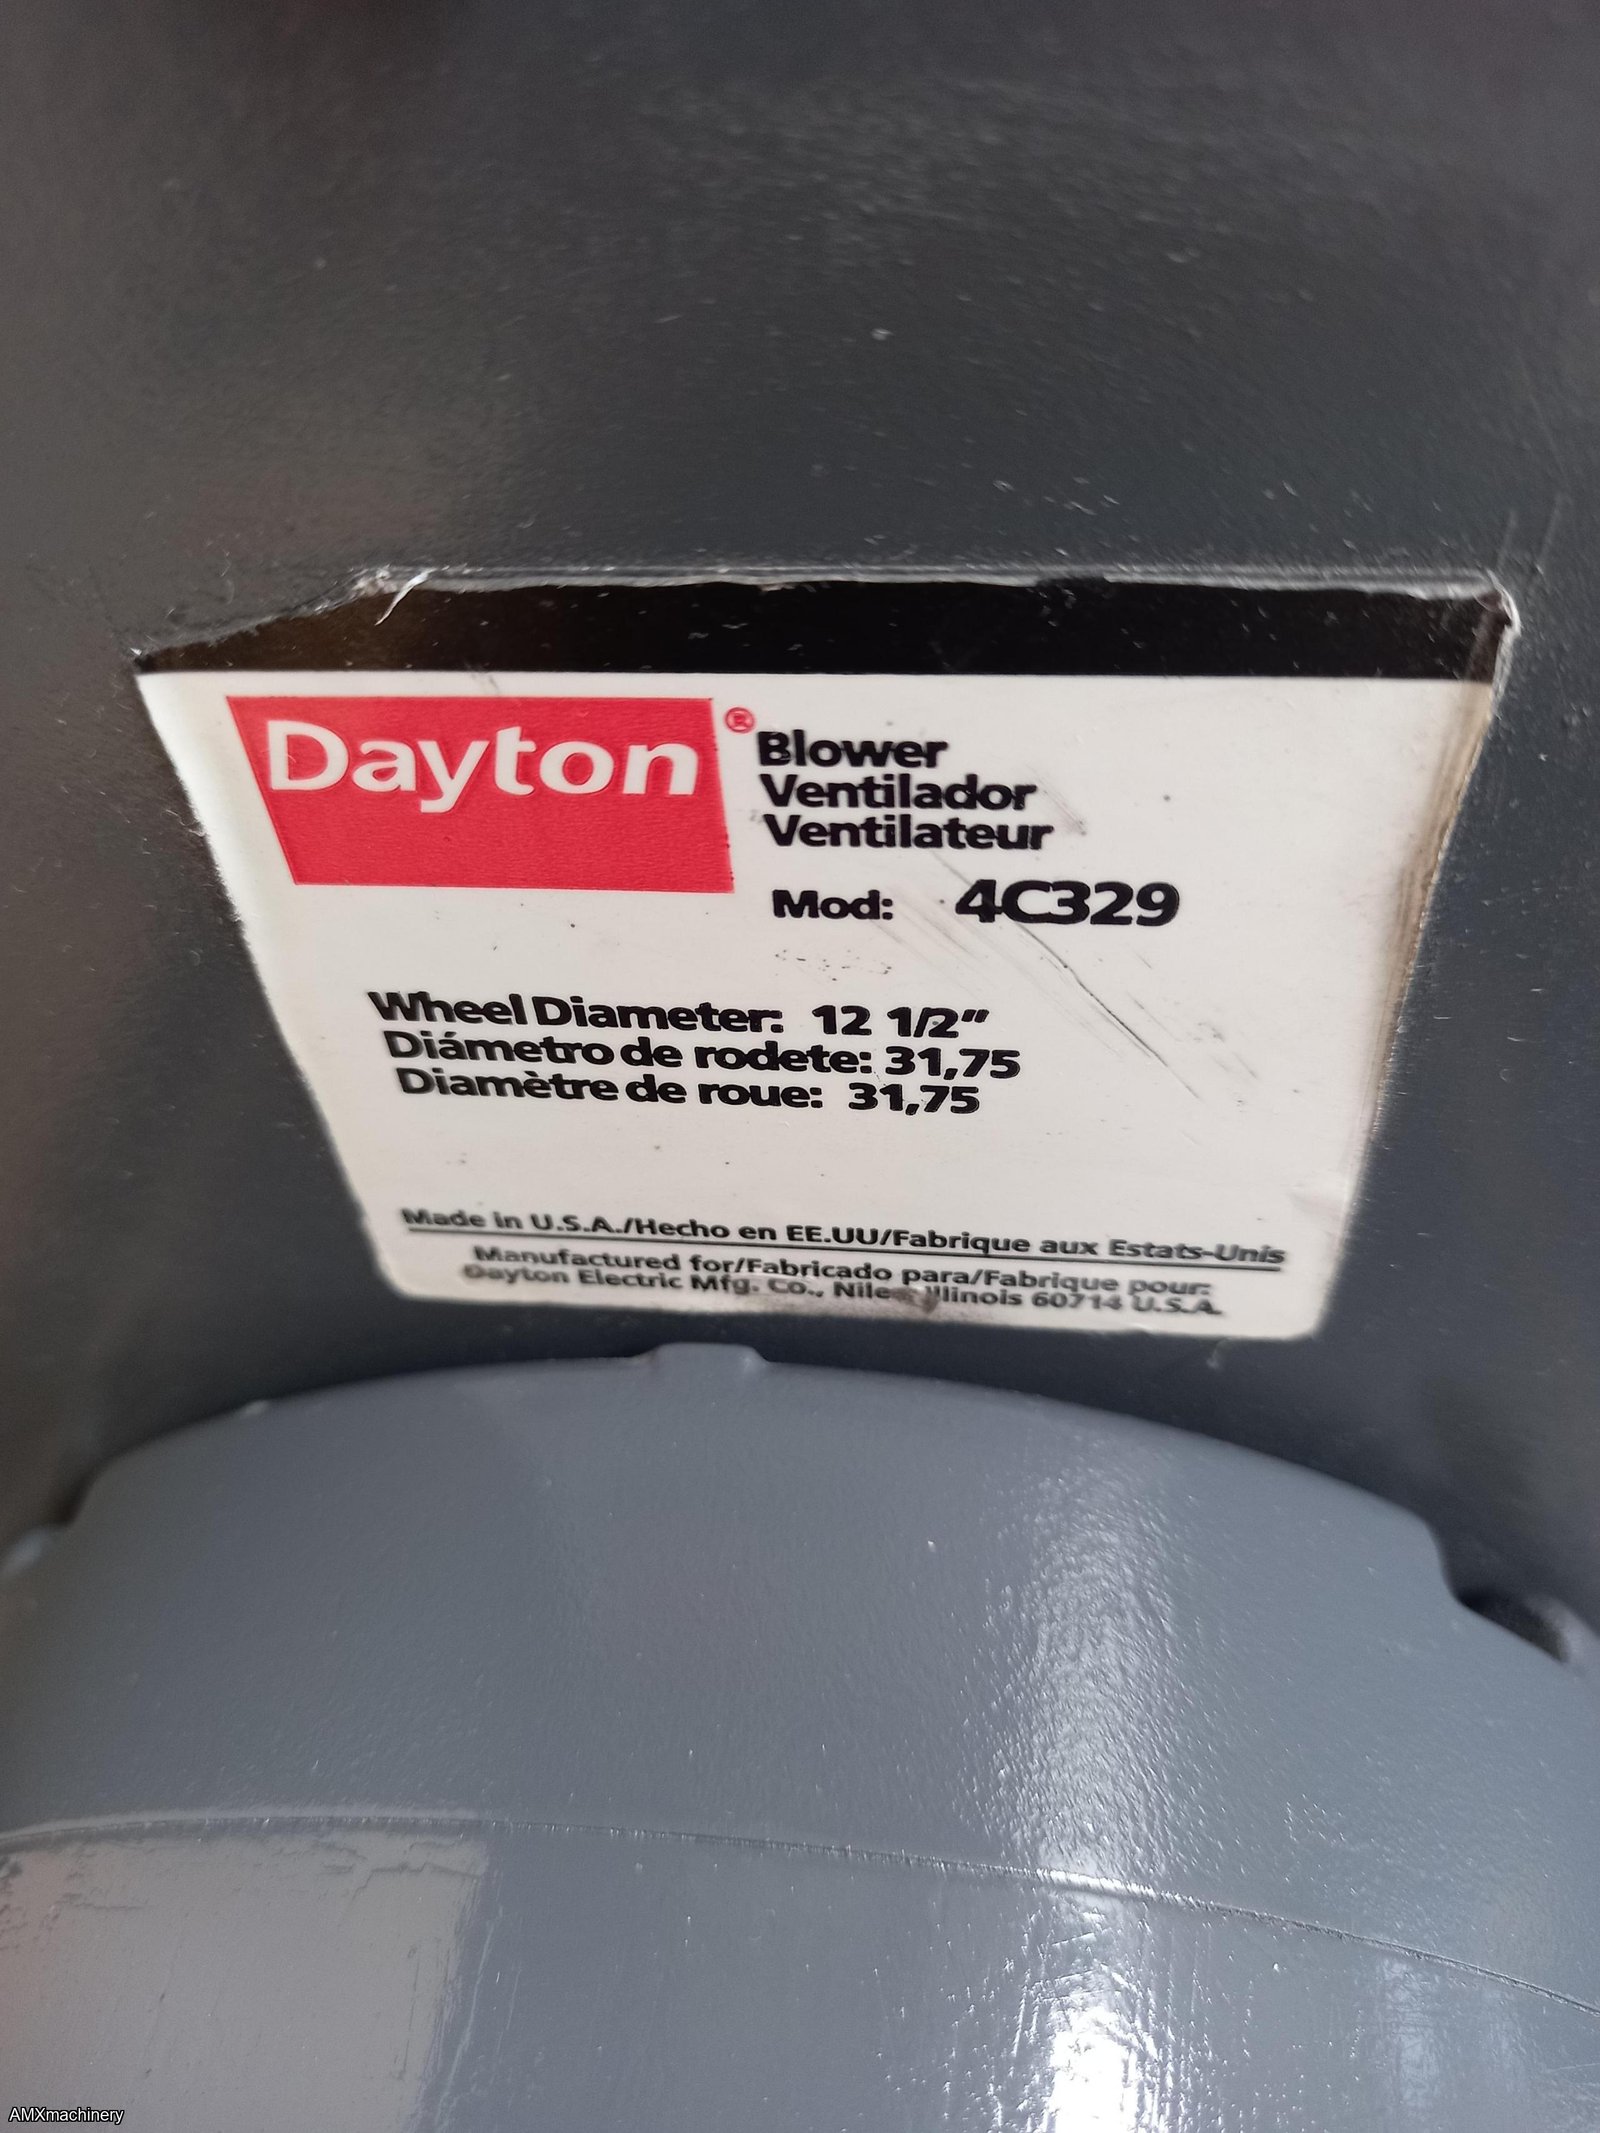 Dayton®
Blower
Ventilador
Ventilateur
Mod: 4C329
Wheel Diameter: 12 1/2"
Diámetro de rodete: 31,75
Diamètre de roue: 31,75
Made in U.S.A./Hecho en EE.UU/Fabrique aux Estats-Unis
Manufactured for/Fabricado para/Fabrique pour:
Dayton Electric Mfg. Co., Niles Illinois 60714 U.S.A.
AMXmachinery